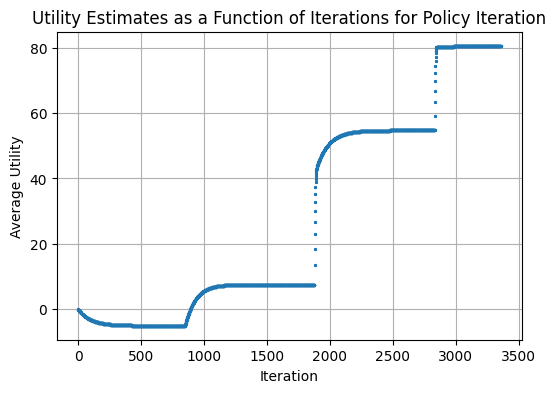 Utility Estimates as a Function of Iterations for Policy Iteration
80
60
40
20
0
Average Utility
0 500 1000 1500 2000 2500 3000 3500
Iteration